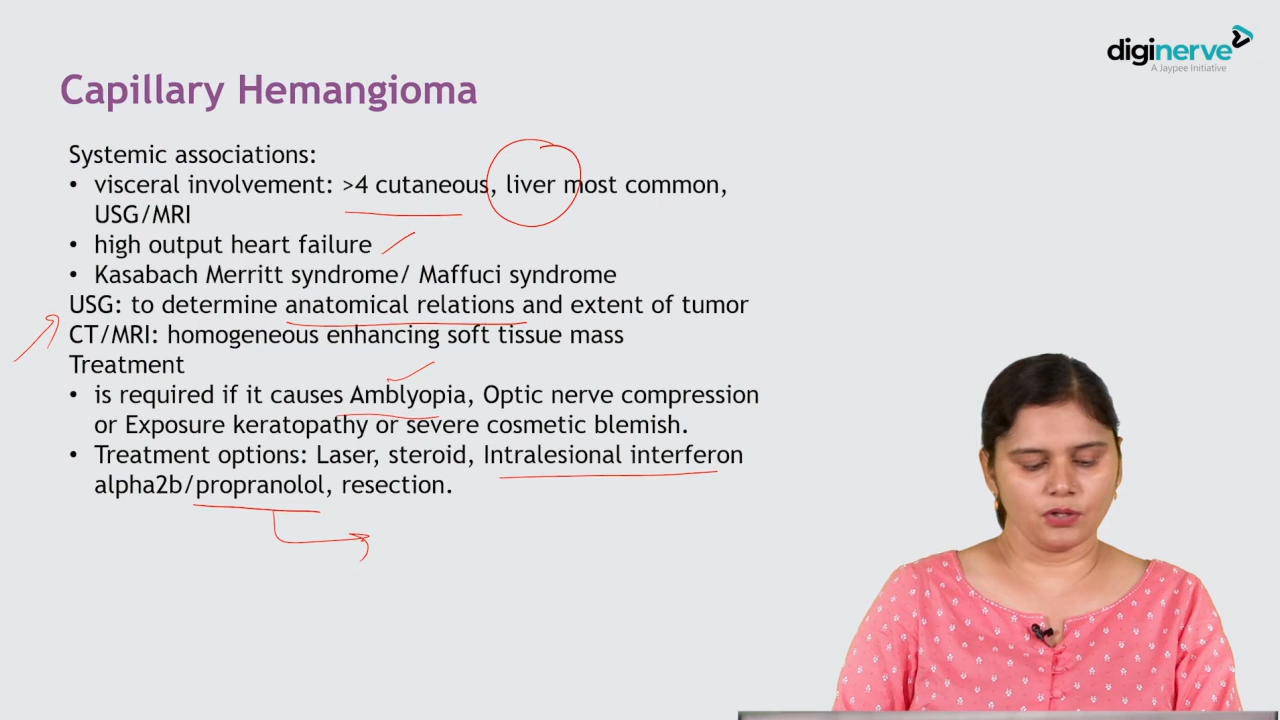 diginerve
A Jaypee Initiative
Capillary Hemangioma
Systemic associations:
• visceral involvement: >4 cutaneous, liver most common,
USG/MRI
• high output heart failure
• Kasabach Merritt syndrome/ Maffuci syndrome
USG: to determine anatomical relations and extent of tumor
CT/MRI: homogeneous enhancing soft tissue mass
Treatment
• is required if it causes Amblyopia, Optic nerve compression
or Exposure keratopathy or severe cosmetic blemish.
• Treatment options: Laser, steroid, Intralesional interferon
alpha2b/propranolol, resection.